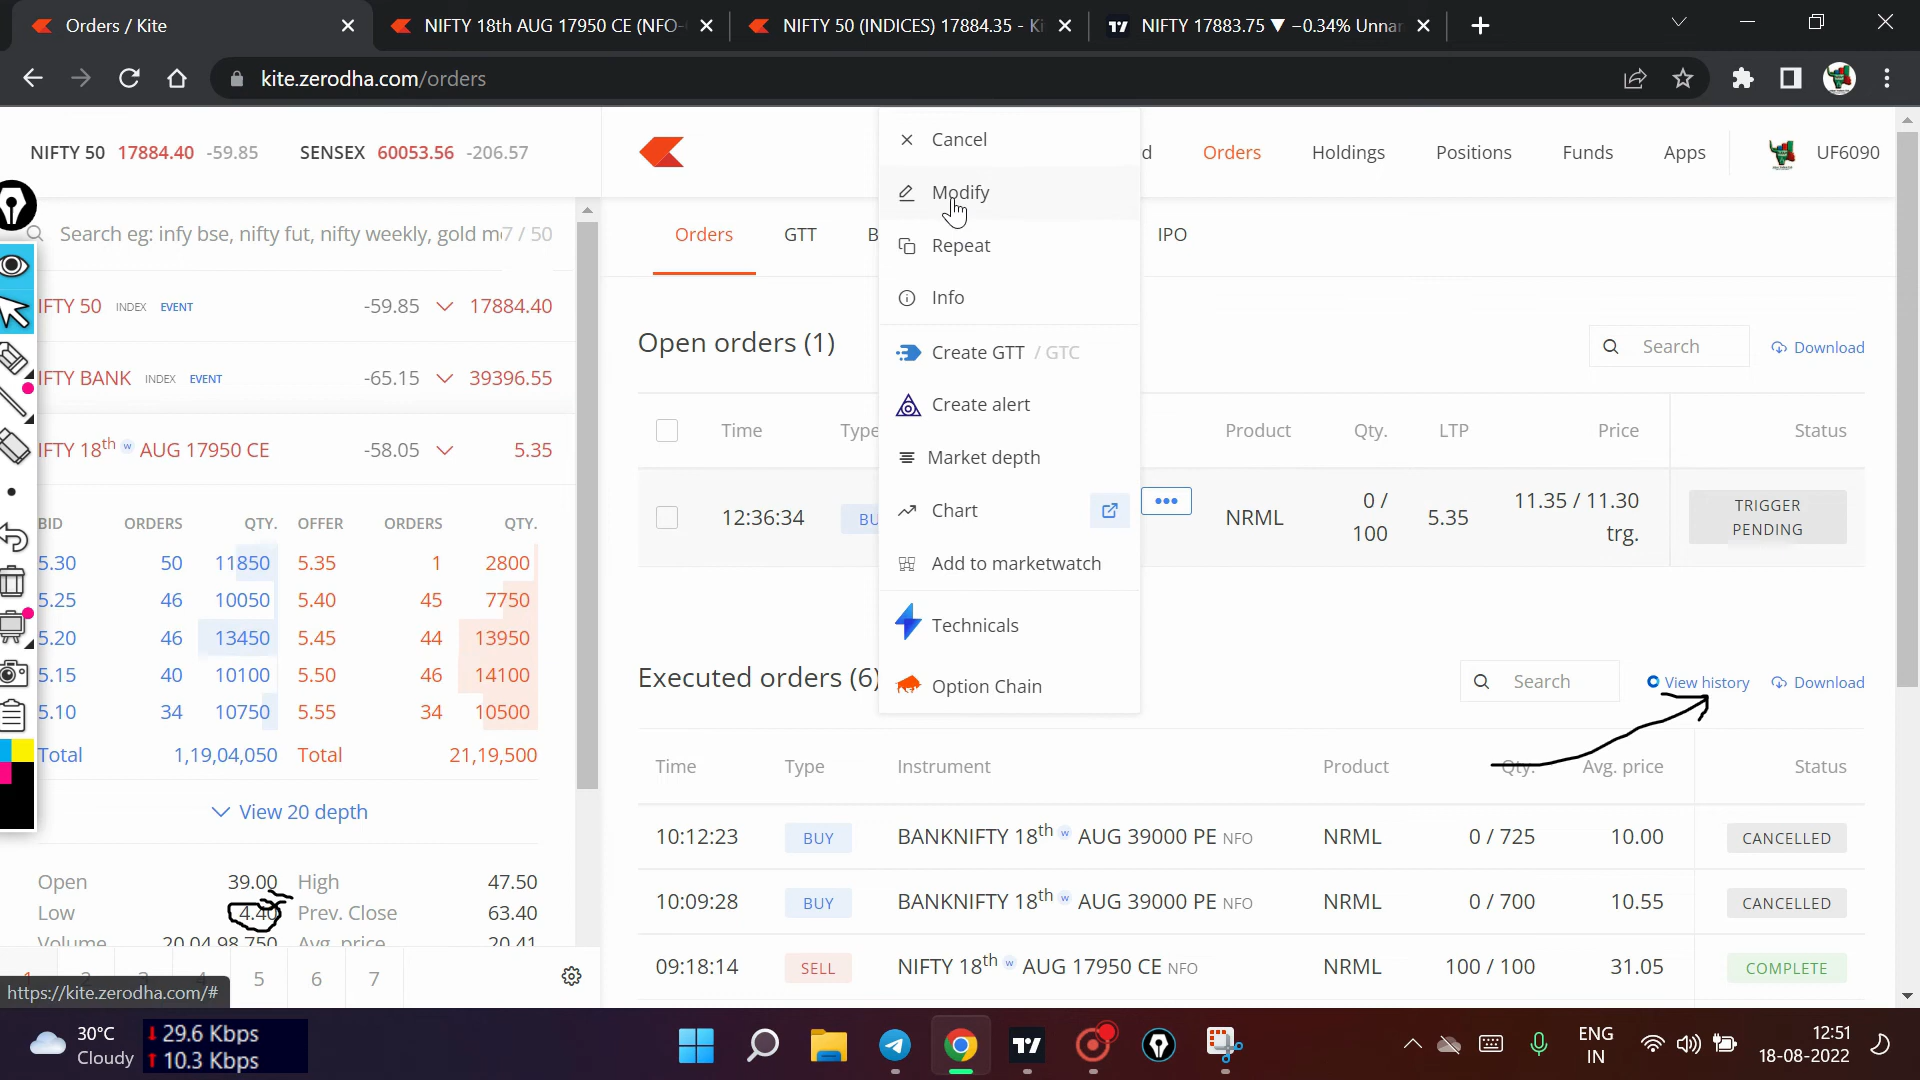 Orders / Kite
NIFTY 18th AUG 17950 CE (NFO-
NIFTY 50 (INDICES) 17884.35 - Ki
NIFTY 17883.75 ▼ −0.34% Unnar
kite.zerodha.com/orders
NIFTY 50 17884.40 -59.85 SENSEX 60053.56 -206.57
Orders Holdings Positions Funds Apps UF6090
Search eg: infy bse, nifty fut, nifty weekly, gold m 7 / 50
IFTY 50 INDEX EVENT -59.85 17884.40
IFTY BANK INDEX EVENT -65.15 39396.55
IFTY 18th w AUG 17950 CE -58.05 5.35
BID ORDERS QTY. OFFER ORDERS QTY.
5.30 50 11850 5.35 1 2800
5.25 46 10050 5.40 45 7750
5.20 46 13450 5.45 44 13950
5.15 40 10100 5.50 46 14100
5.10 34 10750 5.55 34 10500
Total 1,19,04,050 Total 21,19,500
View 20 depth
Open 39.00 High 47.50
Low 4.40 Prev. Close 63.40
Volume 20,04,98,750 Avg. price 20.41
1 2 3 4 5 6 7
https://kite.zerodha.com/#
Cancel
Modify
Repeat
Info
Create GTT / GTC
Create alert
Market depth
Chart
Add to marketwatch
Technicals
Option Chain
Orders GTT B IPO
Open orders (1) Search Download
Time Type Product Qty. LTP Price Status
12:36:34 BU ••• NRML 0 / 100 5.35 11.35 / 11.30 trg. TRIGGER PENDING
Executed orders (6) Search View history Download
Time Type Instrument Product Qty. Avg. price Status
10:12:23 BUY BANKNIFTY 18th w AUG 39000 PE NFO NRML 0 / 725 10.00 CANCELLED
10:09:28 BUY BANKNIFTY 18th w AUG 39000 PE NFO NRML 0 / 700 10.55 CANCELLED
09:18:14 SELL NIFTY 18th w AUG 17950 CE NFO NRML 100 / 100 31.05 COMPLETE
30°C
Cloudy
29.6 Kbps
10.3 Kbps
ENG
IN
12:51
18-08-2022